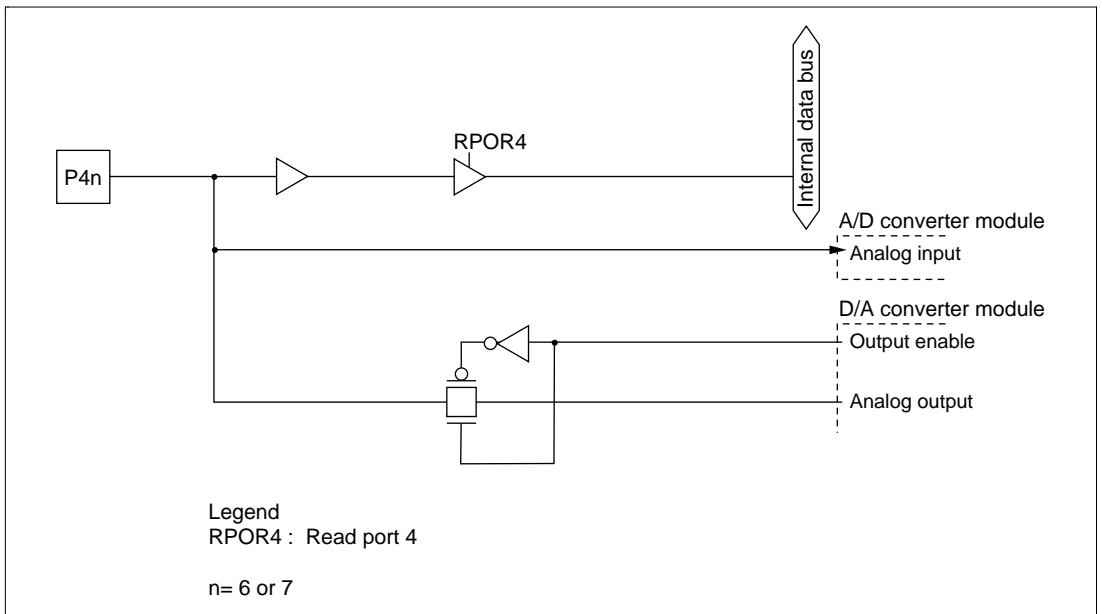 Internal data bus
RPOR4
P4n
A/D converter module
Analog input
D/A converter module
Output enable
Analog output
Legend
RPOR4 : Read port 4
n= 6 or 7